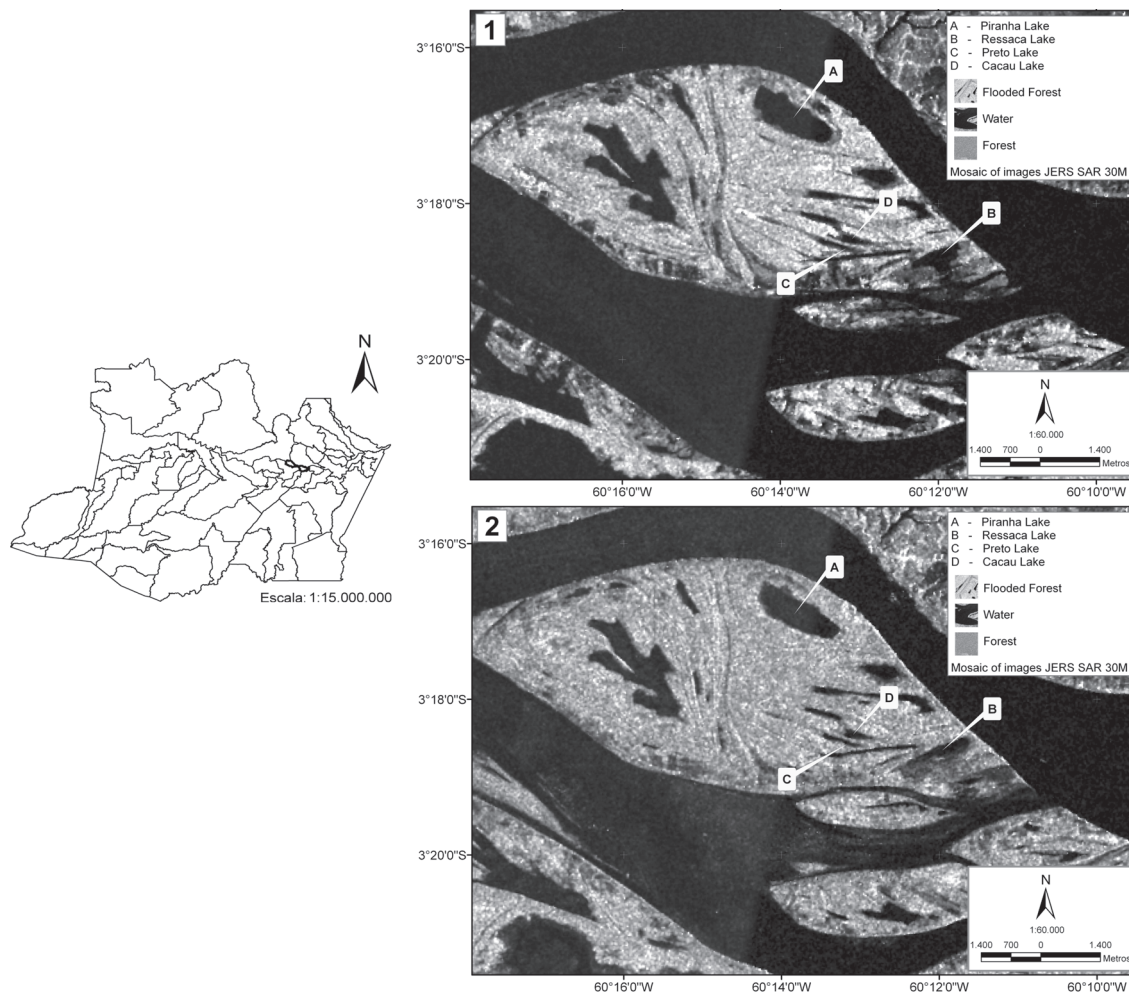 N
Escala: 1:15.000.000
1
3°16'0"S
3°18'0"S
3°20'0"S
60°16'0"W
60°14'0"W
60°12'0"W
60°10'0"W
A
D
B
C
A - Piranha Lake
B - Ressaca Lake
C - Preto Lake
D - Cacau Lake
Flooded Forest
Water
Forest
Mosaic of images JERS SAR 30M
N
1:60.000
1.400 700 0 1.400
Metros
2
3°16'0"S
3°18'0"S
3°20'0"S
60°16'0"W
60°14'0"W
60°12'0"W
60°10'0"W
A
D
B
C
A - Piranha Lake
B - Ressaca Lake
C - Preto Lake
D - Cacau Lake
Flooded Forest
Water
Forest
Mosaic of images JERS SAR 30M
N
1:60.000
1.400 700 0 1.400
Metros